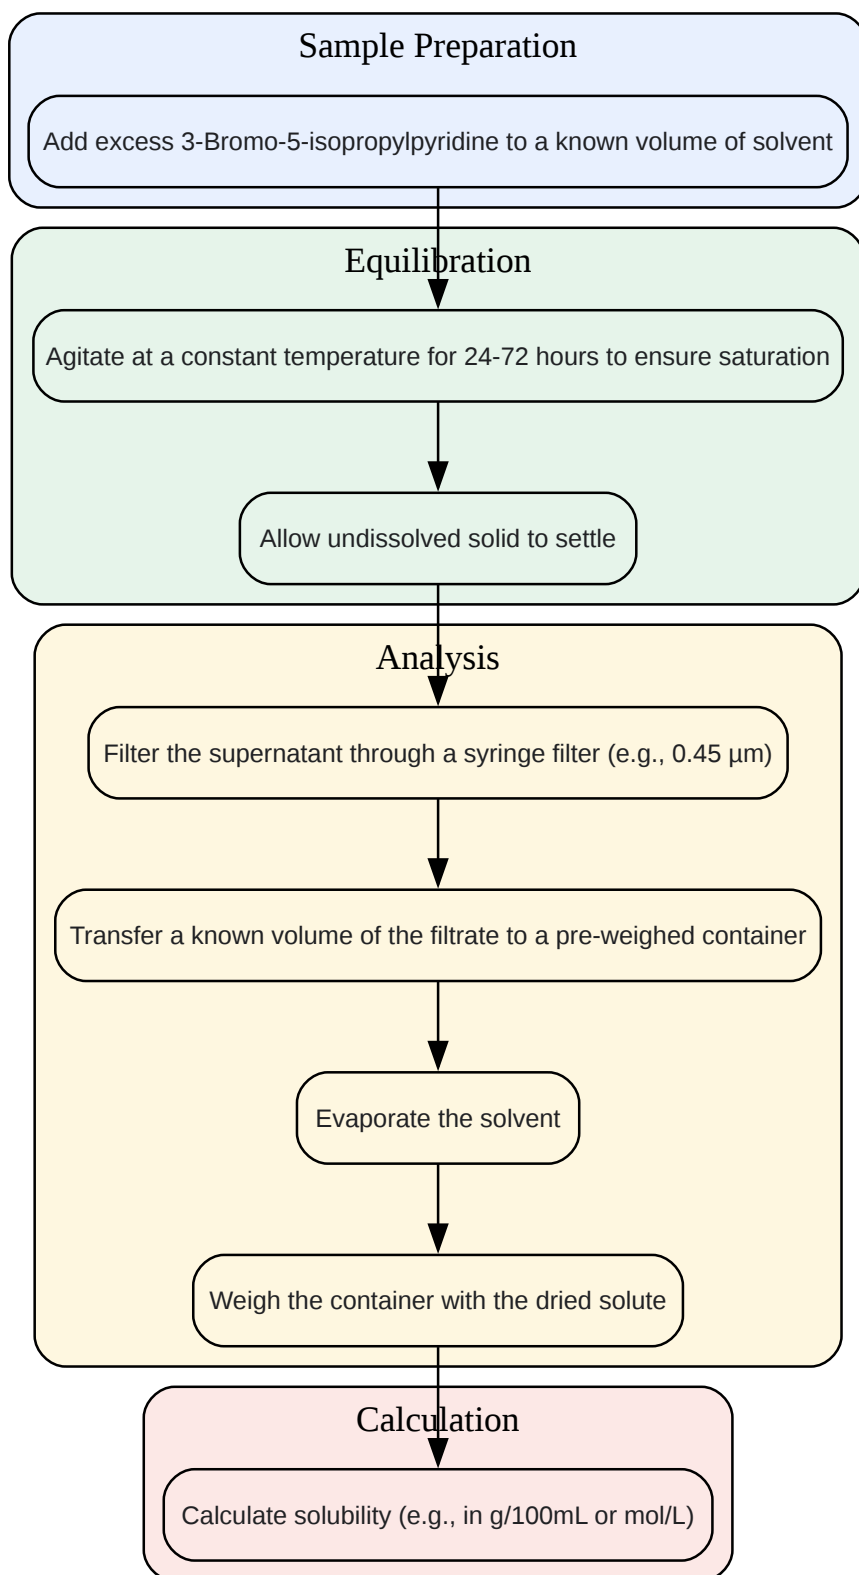 Sample Preparation
Add excess 3-Bromo-5-isopropylpyridine to a known volume of solvent
Equilibration
Agitate at a constant temperature for 24-72 hours to ensure saturation
Allow undissolved solid to settle
Analysis
Filter the supernatant through a syringe filter (e.g., 0.45 µm)
Transfer a known volume of the filtrate to a pre-weighed container
Evaporate the solvent
Weigh the container with the dried solute
Calculation
Calculate solubility (e.g., in g/100mL or mol/L)